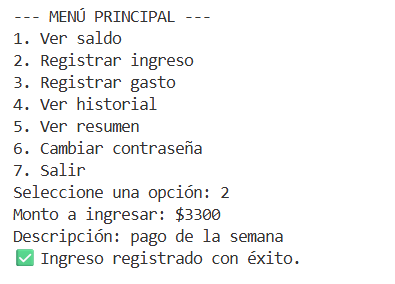 --- MENÚ PRINCIPAL ---
1. Ver saldo
2. Registrar ingreso
3. Registrar gasto
4. Ver historial
5. Ver resumen
6. Cambiar contraseña
7. Salir
Seleccione una opción: 2
Monto a ingresar: $3300
Descripción: pago de la semana
✅ Ingreso registrado con éxito.